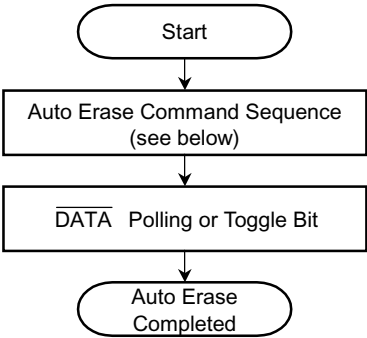 Start
Auto Erase Command Sequence
(see below)
DATA Polling or Toggle Bit
Auto Erase
Completed